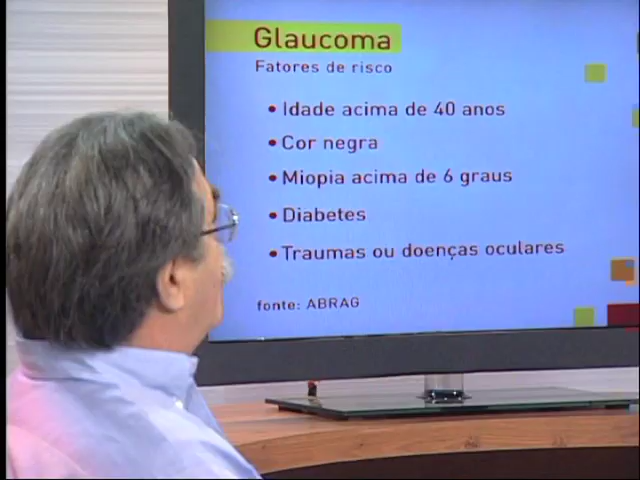 Glaucoma
Fatores de risco
• Idade acima de 40 anos
• Cor negra
• Miopia acima de 6 graus
• Diabetes
• Traumas ou doenças oculares
fonte: ABRAG